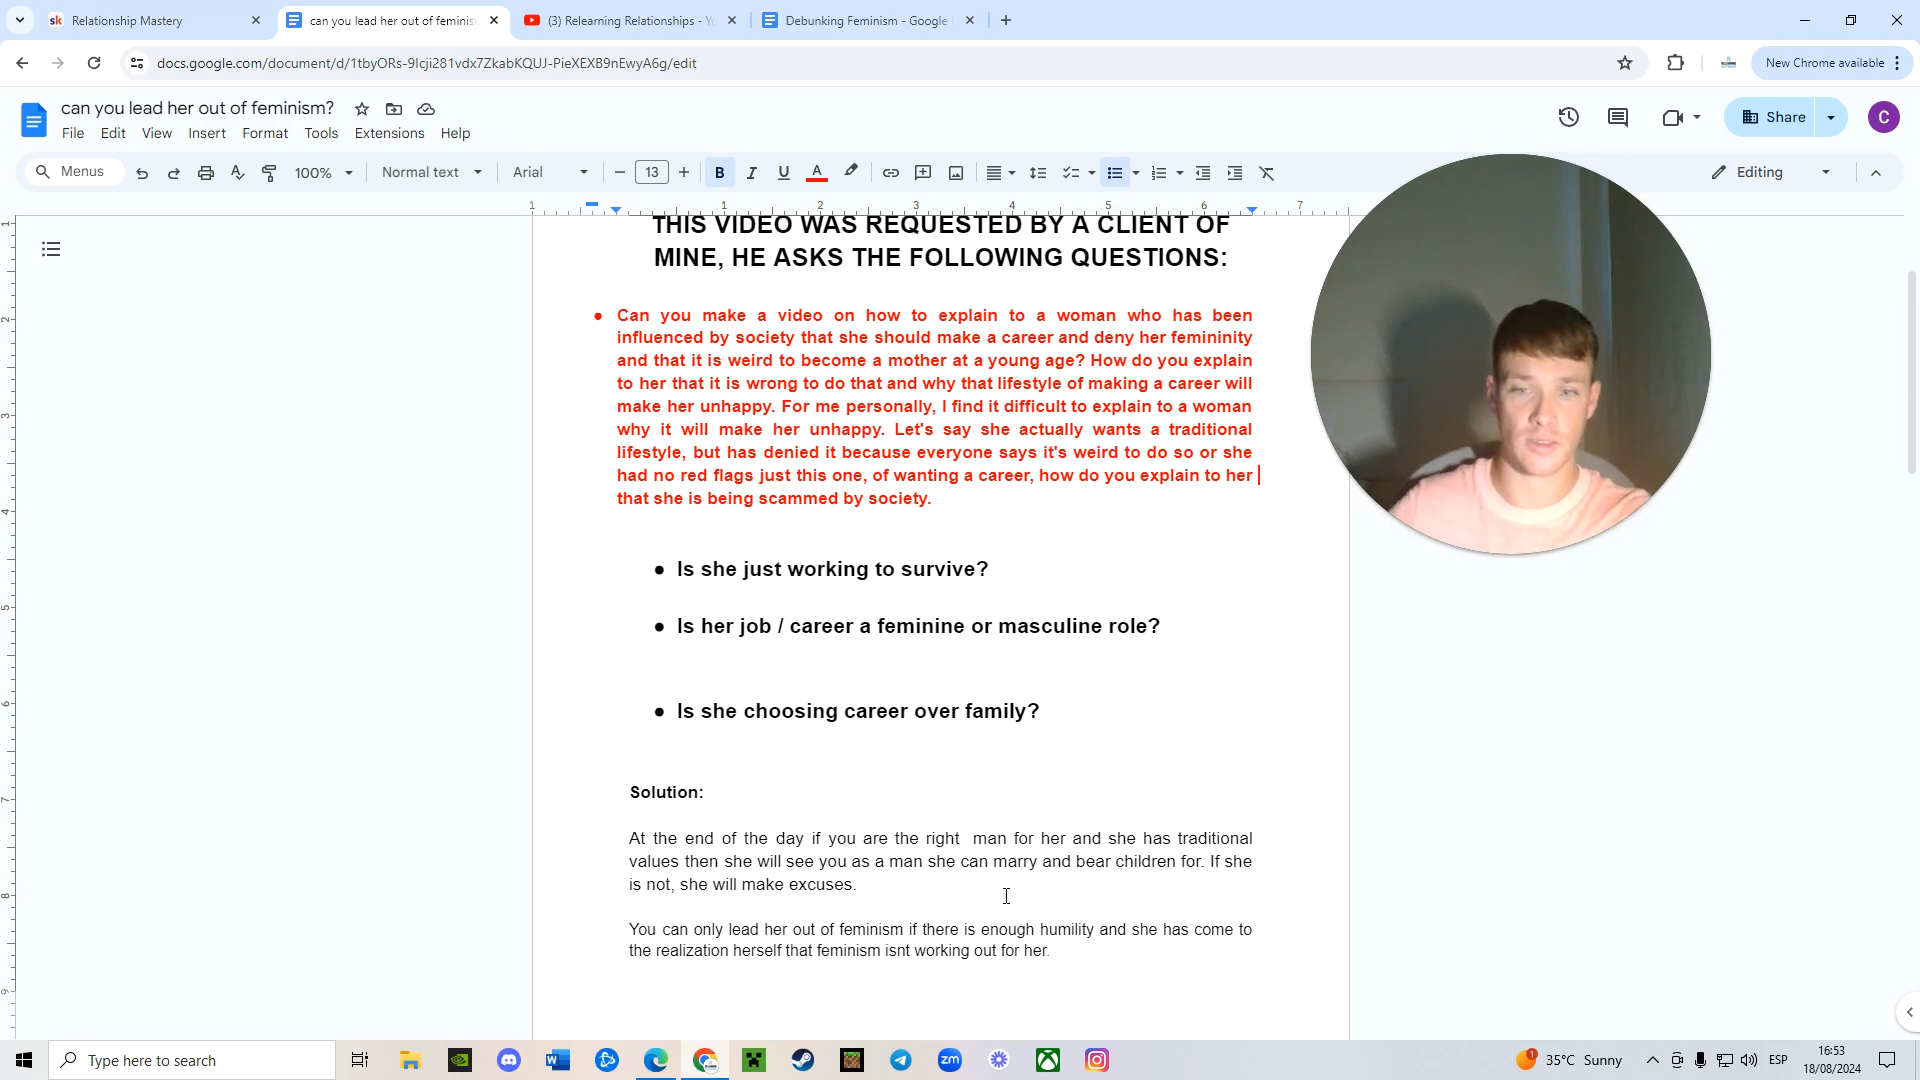 Relationship Mastery
can you lead her out of feminis
(3) Relearning Relationships - Yo
Debunking Feminism - Google
docs.google.com/document/d/1tbyORs-9Icji281vdx7ZkabKQUJ-PieXEXB9nEwyA6g/edit
New Chrome available
can you lead her out of feminism?
File Edit View Insert Format Tools Extensions Help
Share
C
Menus
100%
Normal text
Arial
13
B I U A
Editing
1 1 2 3 4 5 6 7
THIS VIDEO WAS REQUESTED BY A CLIENT OF
MINE, HE ASKS THE FOLLOWING QUESTIONS:
● Can you make a video on how to explain to a woman who has been
influenced by society that she should make a career and deny her femininity
and that it is weird to become a mother at a young age? How do you explain
to her that it is wrong to do that and why that lifestyle of making a career will
make her unhappy. For me personally, I find it difficult to explain to a woman
why it will make her unhappy. Let's say she actually wants a traditional
lifestyle, but has denied it because everyone says it's weird to do so or she
had no red flags just this one, of wanting a career, how do you explain to her
that she is being scammed by society.
● Is she just working to survive?
● Is her job / career a feminine or masculine role?
● Is she choosing career over family?
Solution:
At the end of the day if you are the right man for her and she has traditional
values then she will see you as a man she can marry and bear children for. If she
is not, she will make excuses.
You can only lead her out of feminism if there is enough humility and she has come to
the realization herself that feminism isnt working out for her.
Type here to search
35°C Sunny
ESP
16:53
18/08/2024